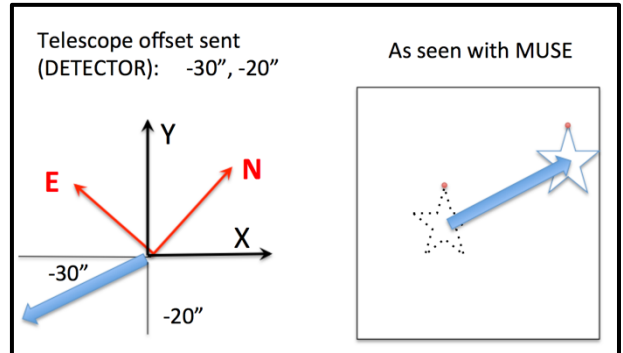 Telescope offset sent
(DETECTOR): -30”, -20”
As seen with MUSE
Y
E
N
X
-30”
-20”